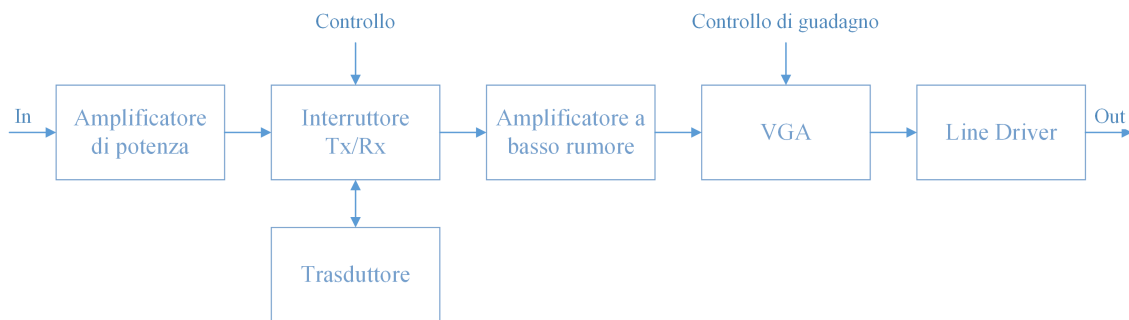 Controllo
Controllo di guadagno
In
Amplificatore
di potenza
Interruttore
Tx/Rx
Amplificatore a
basso rumore
VGA
Line Driver
Out
Trasduttore